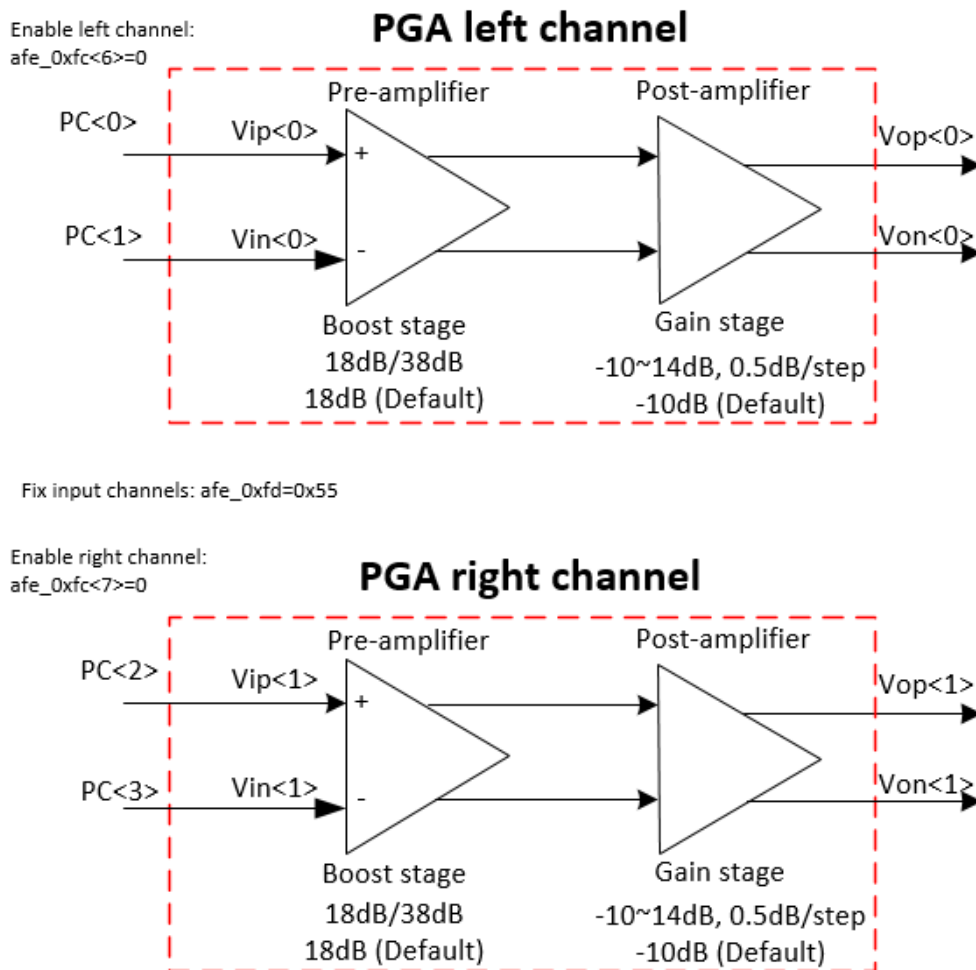 Enable left channel:
afe_0xfc<6>=0
PGA left channel
Pre-amplifier
Post-amplifier
PC<0>
Vip<0>
+
Vop<0>
PC<1>
Vin<0>
-
Von<0>
Boost stage
18dB/38dB
18dB (Default)
Gain stage
-10~14dB, 0.5dB/step
-10dB (Default)
Fix input channels: afe_0xfd=0x55
Enable right channel:
afe_0xfc<7>=0
PGA right channel
Pre-amplifier
Post-amplifier
PC<2>
Vip<1>
+
Vop<1>
PC<3>
Vin<1>
-
Von<1>
Boost stage
18dB/38dB
18dB (Default)
Gain stage
-10~14dB, 0.5dB/step
-10dB (Default)